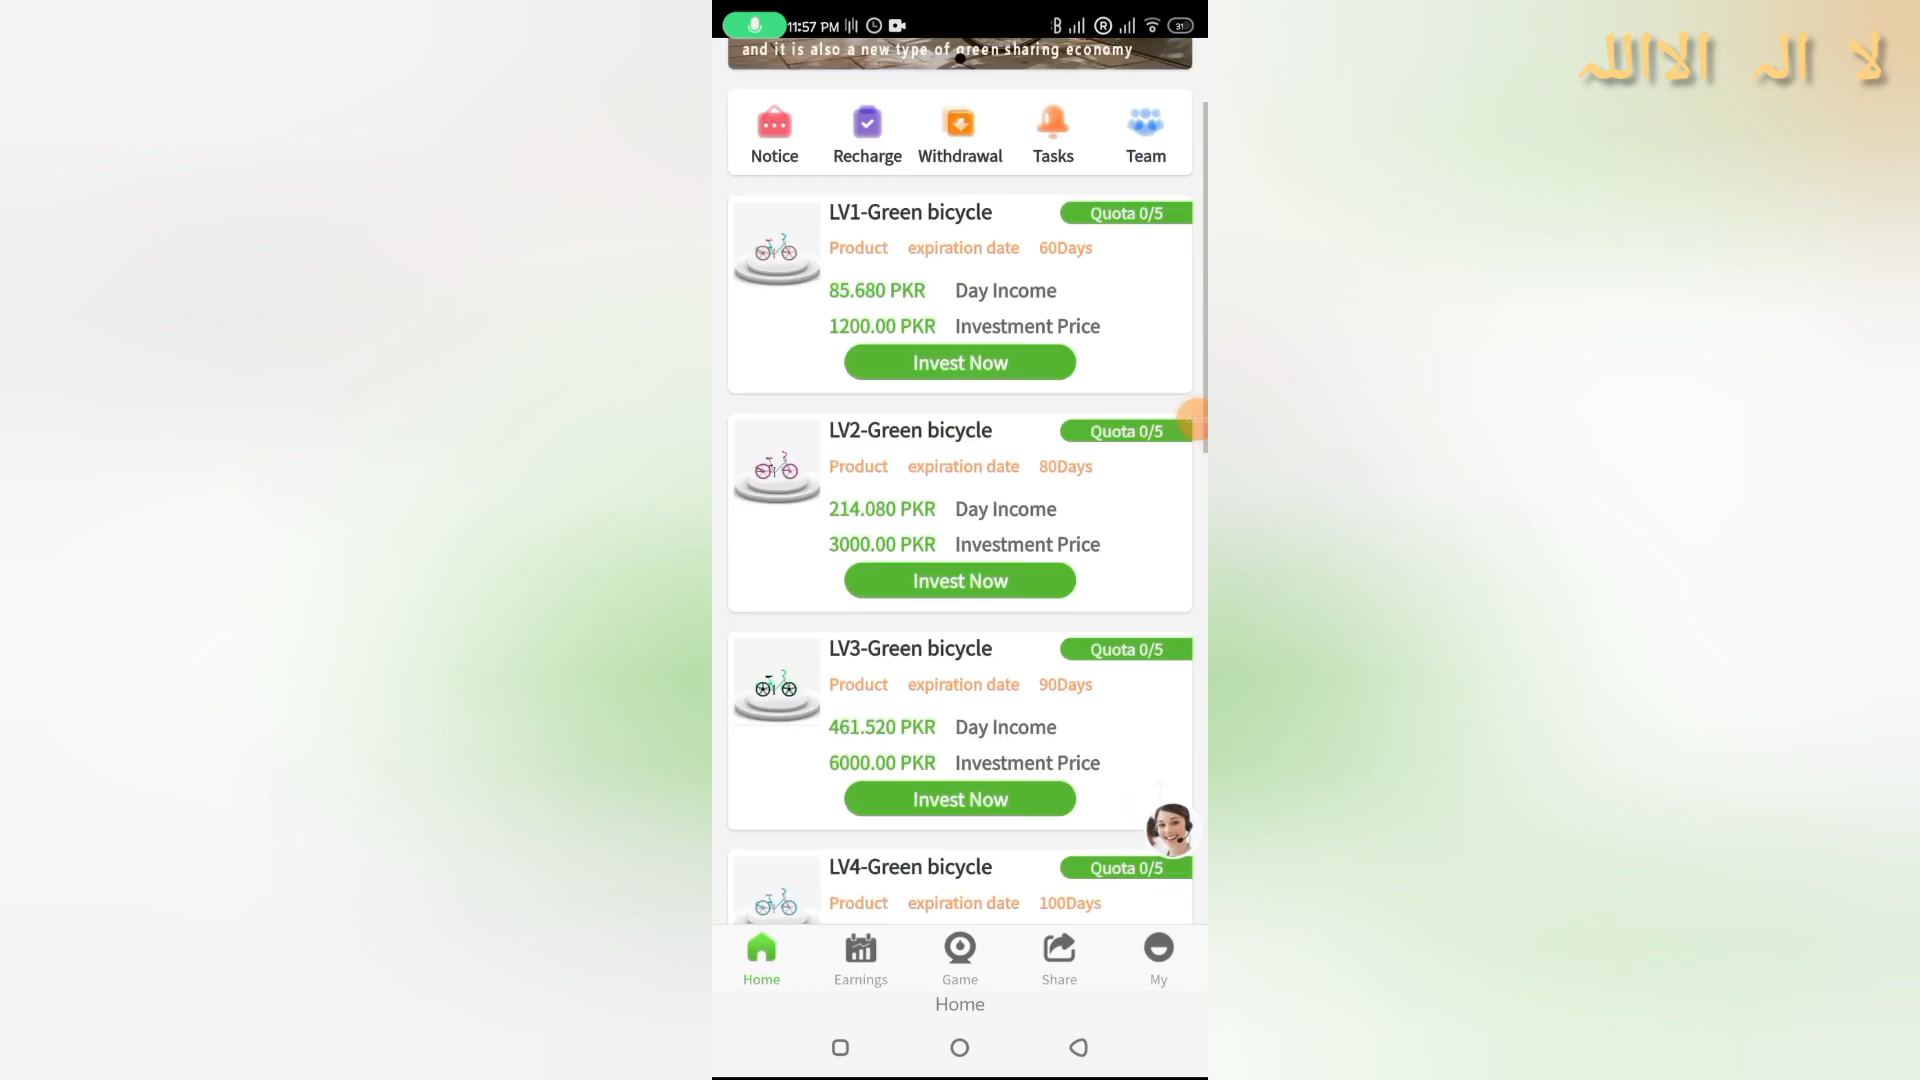 11:57 PM
31
لا الہ الااللہ
and it is also a new type of green sharing economy
Notice Recharge Withdrawal Tasks Team
LV1-Green bicycle Quota 0/5
Product expiration date 60Days
85.680 PKR Day Income
1200.00 PKR Investment Price
Invest Now
LV2-Green bicycle Quota 0/5
Product expiration date 80Days
214.080 PKR Day Income
3000.00 PKR Investment Price
Invest Now
LV3-Green bicycle Quota 0/5
Product expiration date 90Days
461.520 PKR Day Income
6000.00 PKR Investment Price
Invest Now
LV4-Green bicycle Quota 0/5
Product expiration date 100Days
Home Earnings Game Share My
Home